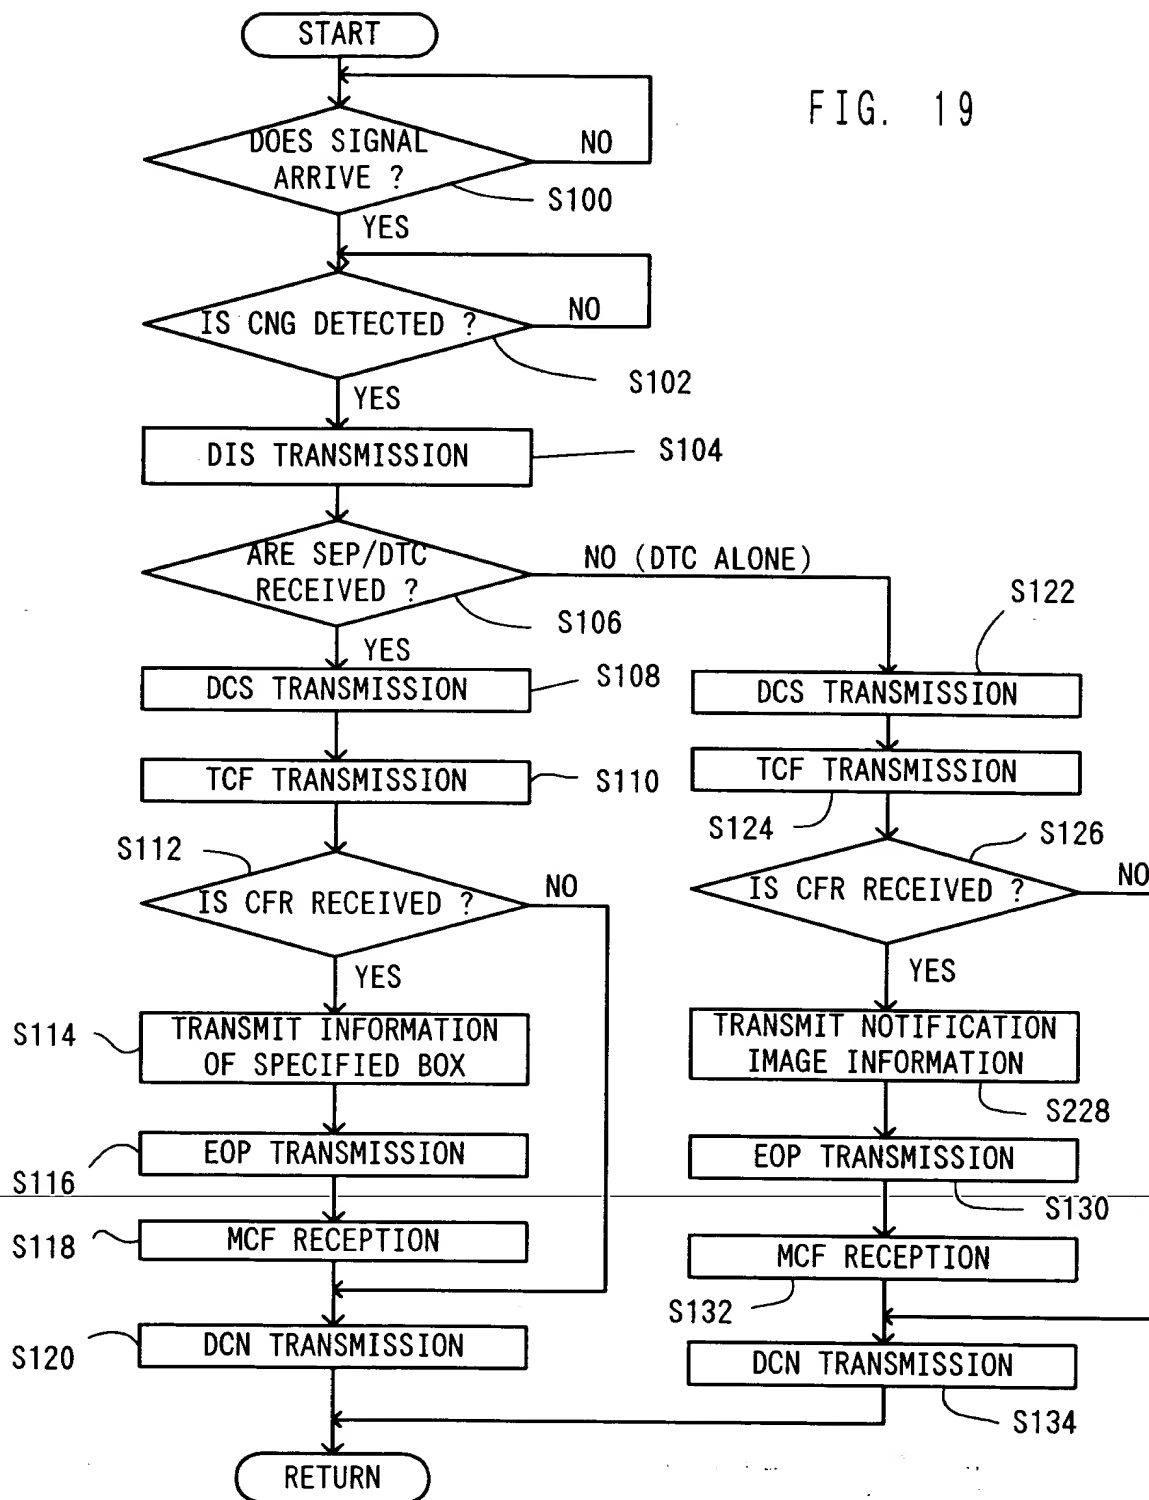 START
FIG. 19
DOES SIGNAL
ARRIVE ?
NO
S100
YES
IS CNG DETECTED ?
NO
S102
YES
DIS TRANSMISSION
S104
ARE SEP/DTC
RECEIVED ?
NO (DTC ALONE)
S106
YES
S122
DCS TRANSMISSION
S108
DCS TRANSMISSION
TCF TRANSMISSION
S110
TCF TRANSMISSION
S124
S112
IS CFR RECEIVED ?
NO
S126
IS CFR RECEIVED ?
NO
YES
YES
S114
TRANSMIT INFORMATION
OF SPECIFIED BOX
TRANSMIT NOTIFICATION
IMAGE INFORMATION
S228
EOP TRANSMISSION
S116
EOP TRANSMISSION
S130
S118
MCF RECEPTION
MCF RECEPTION
S132
S120
DCN TRANSMISSION
DCN TRANSMISSION
S134
RETURN